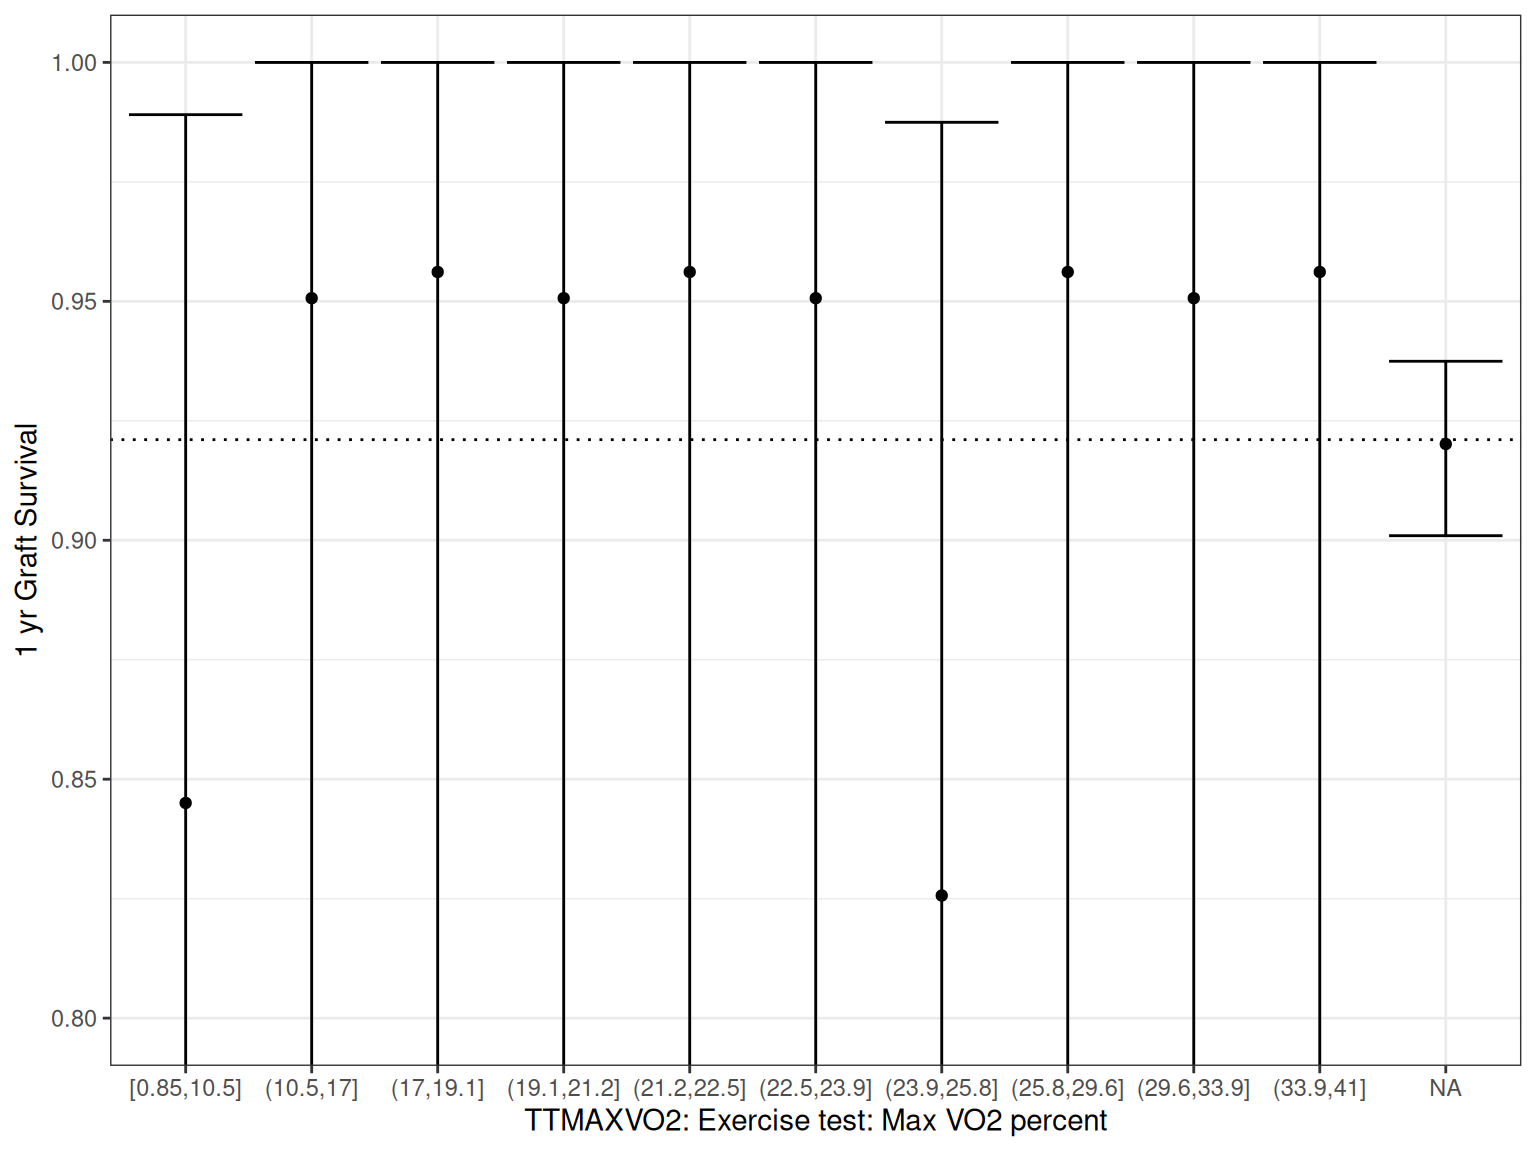 1.00
0.95
0.90
0.85
0.80
1 yr Graft Survival
[0.85,10.5] (10.5,17] (17,19.1] (19.1,21.2] (21.2,22.5] (22.5,23.9] (23.9,25.8] (25.8,29.6] (29.6,33.9] (33.9,41] NA
TTMAXVO2: Exercise test: Max VO2 percent